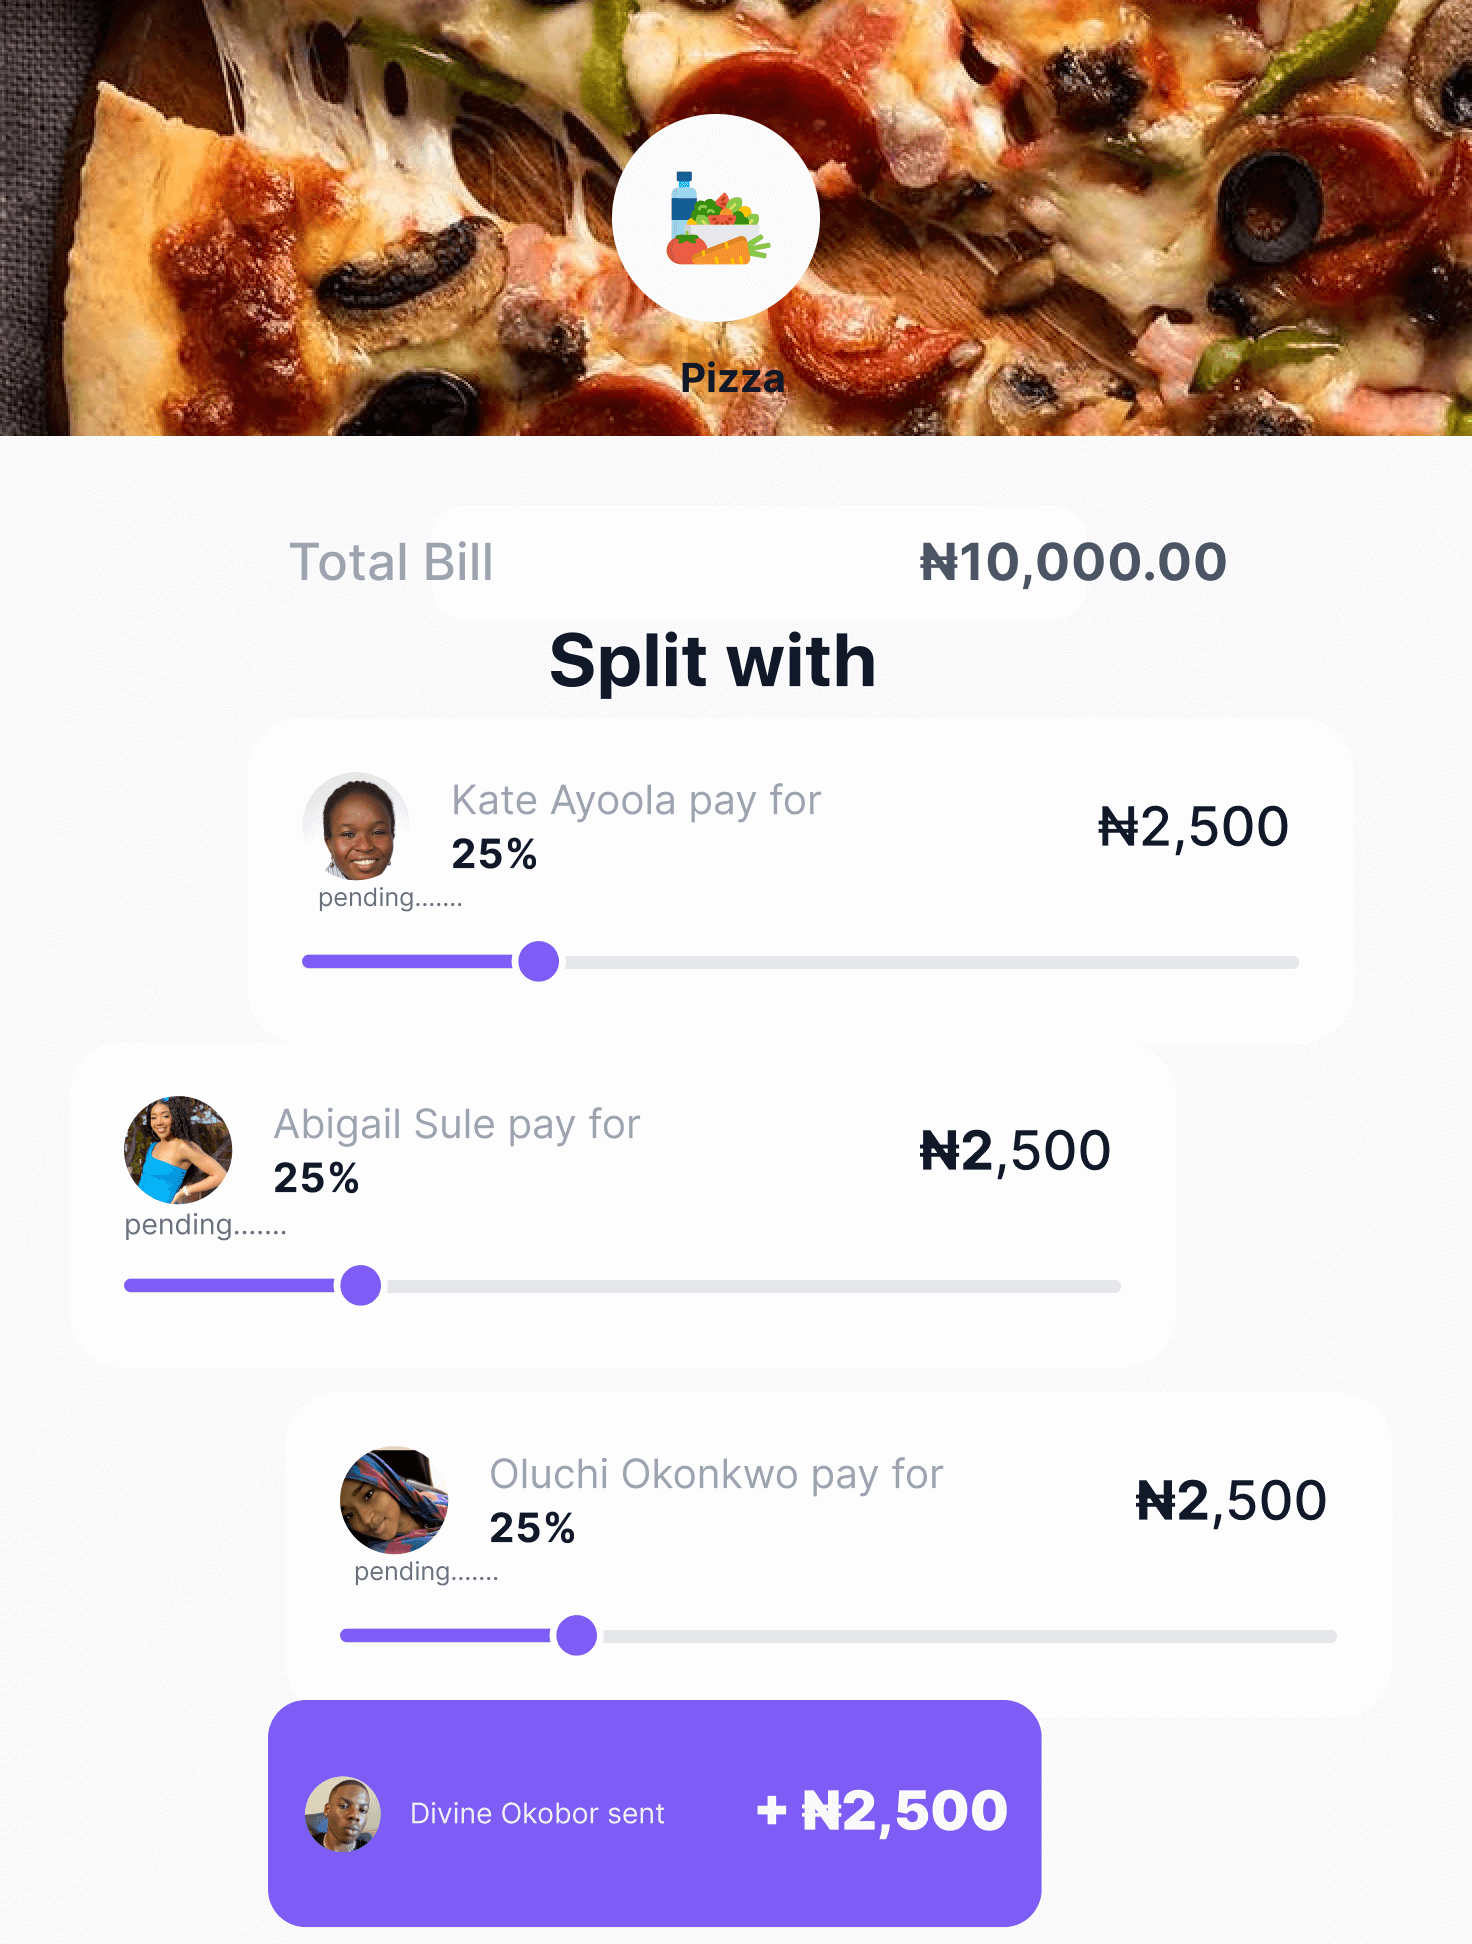 Pizza
Total Bill ₦10,000.00
Split with
Kate Ayoola pay for
25%
₦2,500
pending.......
Abigail Sule pay for
25%
₦2,500
pending.......
Oluchi Okonkwo pay for
25%
₦2,500
pending.......
Divine Okobor sent + ₦2,500